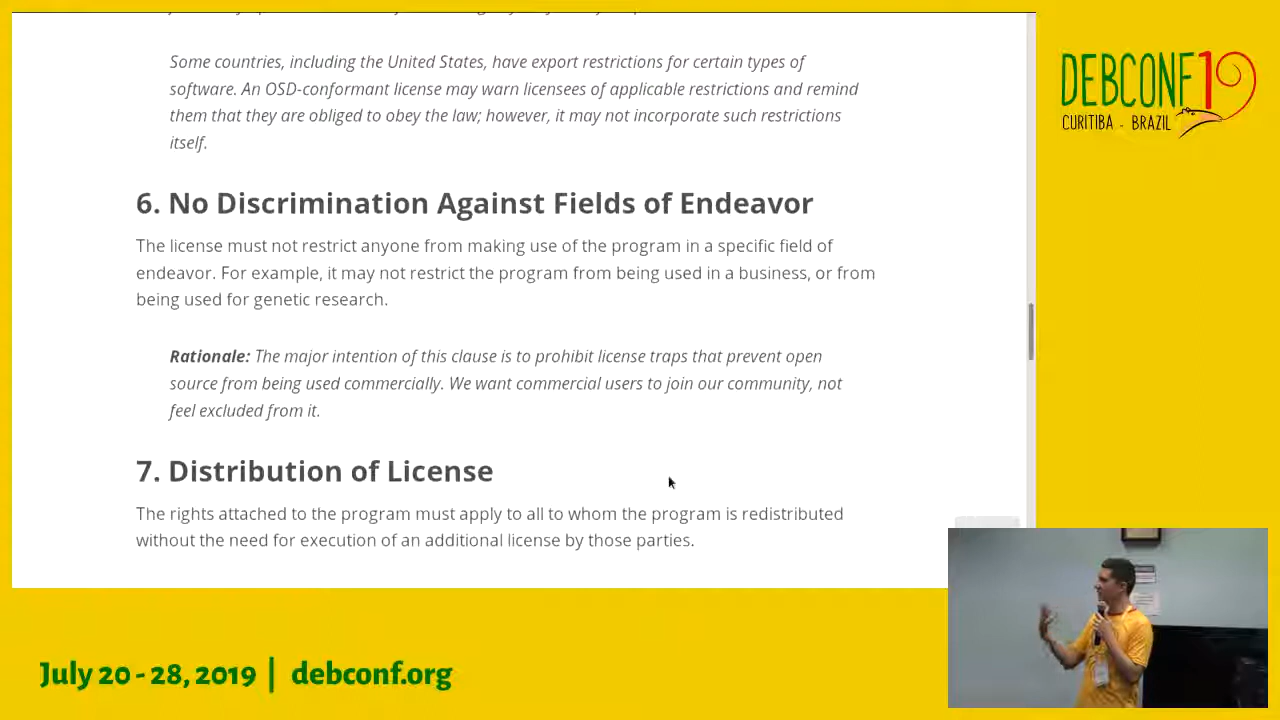 Some countries, including the United States, have export restrictions for certain types of
software. An OSD-conformant license may warn licensees of applicable restrictions and remind
them that they are obliged to obey the law; however, it may not incorporate such restrictions
itself.
6. No Discrimination Against Fields of Endeavor
The license must not restrict anyone from making use of the program in a specific field of
endeavor. For example, it may not restrict the program from being used in a business, or from
being used for genetic research.
Rationale: The major intention of this clause is to prohibit license traps that prevent open
source from being used commercially. We want commercial users to join our community, not
feel excluded from it.
7. Distribution of License
The rights attached to the program must apply to all to whom the program is redistributed
without the need for execution of an additional license by those parties.
DEBCONF19
CURITIBA - BRAZIL
July 20 - 28, 2019 | debconf.org